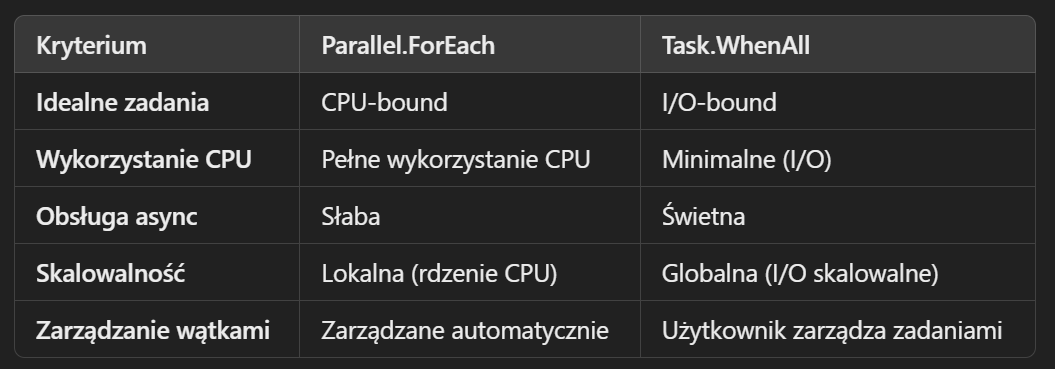 Kryterium Parallel.ForEach Task.WhenAll
Idealne zadania CPU-bound I/O-bound
Wykorzystanie CPU Pełne wykorzystanie CPU Minimalne (I/O)
Obsługa async Słaba Świetna
Skalowalność Lokalna (rdzenie CPU) Globalna (I/O skalowalne)
Zarządzanie wątkami Zarządzane automatycznie Użytkownik zarządza zadaniami